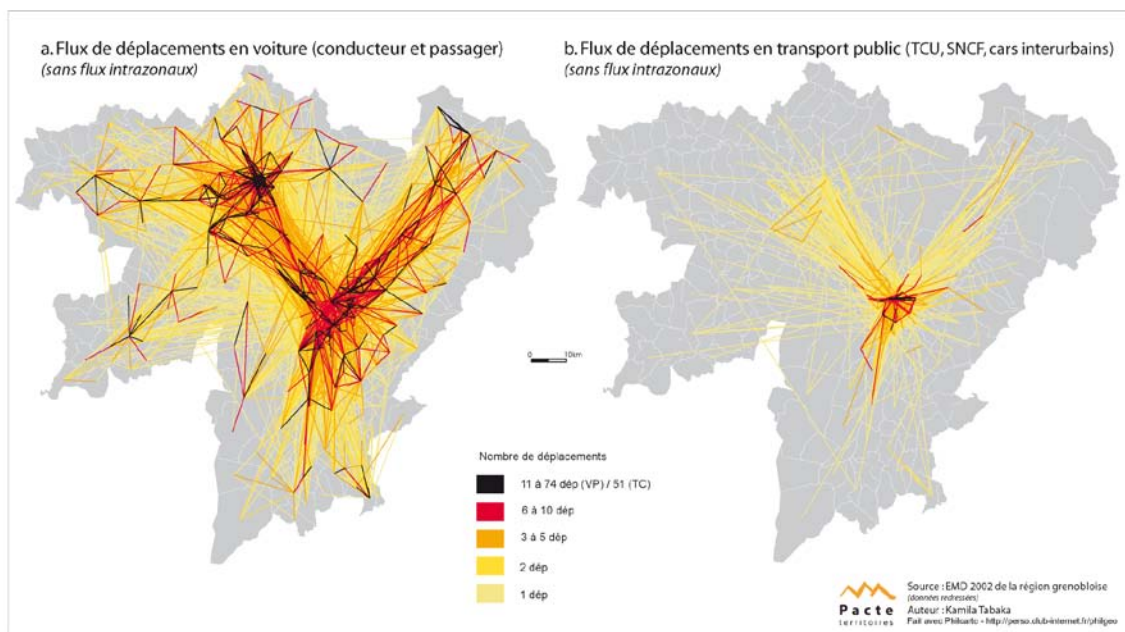 a. Flux de déplacements en voiture (conducteur et passager)
(sans flux intrazonaux)
b. Flux de déplacements en transport public (TCU, SNCF, cars interurbains)
(sans flux intrazonaux)
0 10km
Nombre de déplacements
11 à 74 dép (VP) / 51 (TC)
6 à 10 dép
3 à 5 dép
2 dép
1 dép
Pacte
territoires
Source : EMD 2002 de la région grenobloise
(données redressées)
Auteur : Kamila Tabaka
Fait avec Philcarto - http://perso.club-internet.fr/philgeo